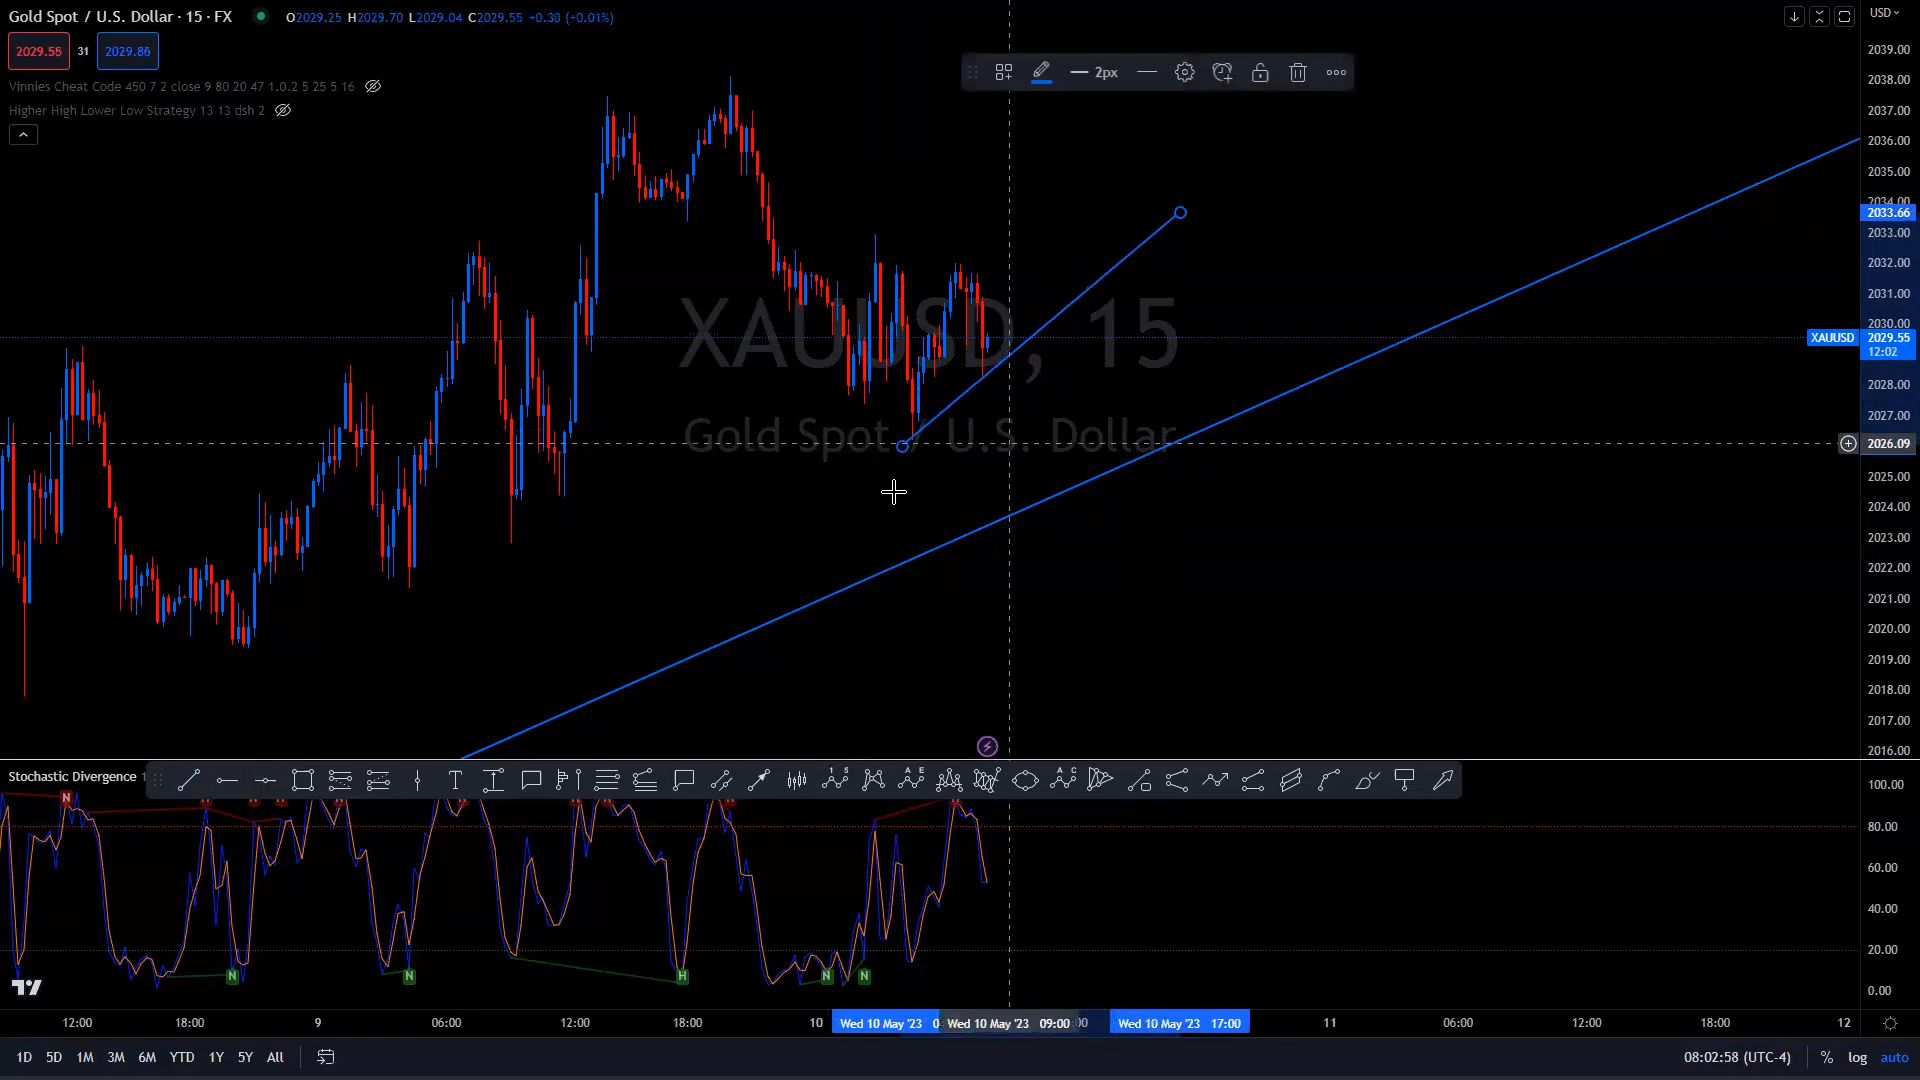 Gold Spot / U.S. Dollar · 15 · FX O2029.25 H2029.70 L2029.04 C2029.55 +0.30 (+0.01%) USD
2029.55 31 2029.86
Vinnies Cheat Code 450 7 2 close 9 80 20 47 1.0.2 5 25 5 16
Higher High Lower Low Strategy 13 13 dsh 2
2px
2039.00
2038.00
2037.00
2036.00
2035.00
2034.00
2033.66
2033.00
2032.00
2031.00
2030.00
XAUUSD 2029.55
12:02
2028.00
2027.00
2026.09
2025.00
2024.00
2023.00
2022.00
2021.00
2020.00
2019.00
2018.00
2017.00
2016.00
XAUUSD, 15
Gold Spot / U.S. Dollar
Stochastic Divergence
100.00
80.00
60.00
40.00
20.00
0.00
N
N N H N N
12:00 18:00 9 06:00 12:00 18:00 10 Wed 10 May '23 Wed 10 May '23 09:00 Wed 10 May '23 17:00 11 06:00 12:00 18:00 12
1D 5D 1M 3M 6M YTD 1Y 5Y All 08:02:58 (UTC-4) % log auto